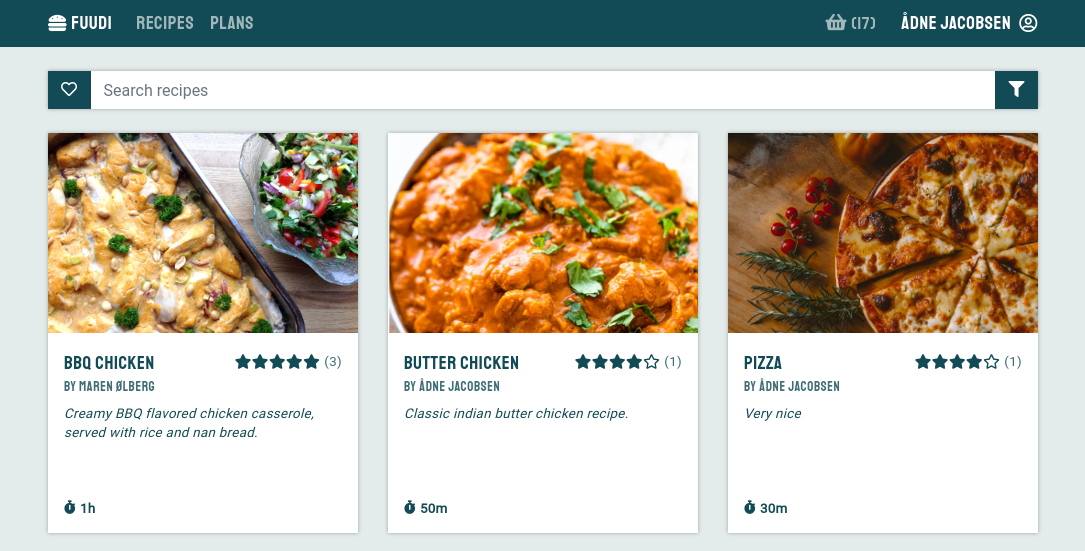 FUUDI RECIPES PLANS (17) ÅDNE JACOBSEN
Search recipes
BBQ CHICKEN (3)
BY MAREN ØLBERG
Creamy BBQ flavored chicken casserole,
served with rice and nan bread.
1h
BUTTER CHICKEN (1)
BY ÅDNE JACOBSEN
Classic indian butter chicken recipe.
50m
PIZZA (1)
BY ÅDNE JACOBSEN
Very nice
30m